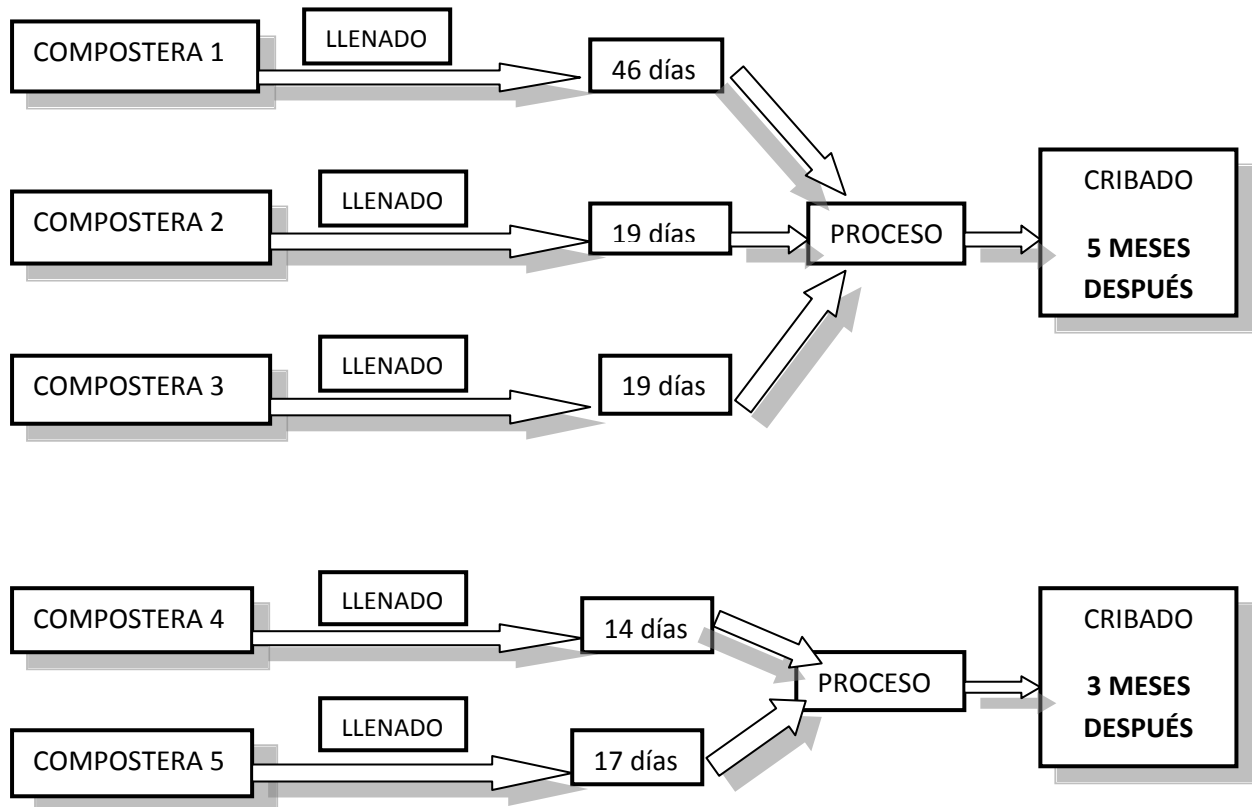 COMPOSTERA 1
LLENADO
46 días
COMPOSTERA 2
LLENADO
19 días
COMPOSTERA 3
LLENADO
19 días
PROCESO
CRIBADO
5 MESES
DESPUÉS
COMPOSTERA 4
LLENADO
14 días
COMPOSTERA 5
LLENADO
17 días
PROCESO
CRIBADO
3 MESES
DESPUÉS